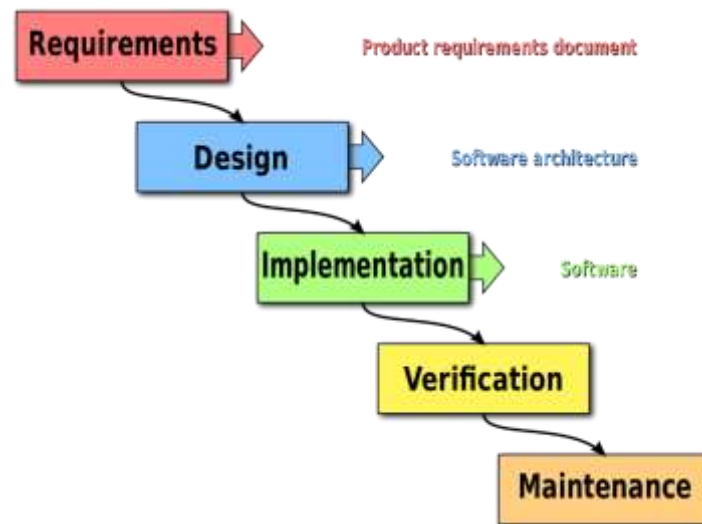 Requirements
Product requirements document
Design
Software architecture
Implementation
Software
Verification
Maintenance